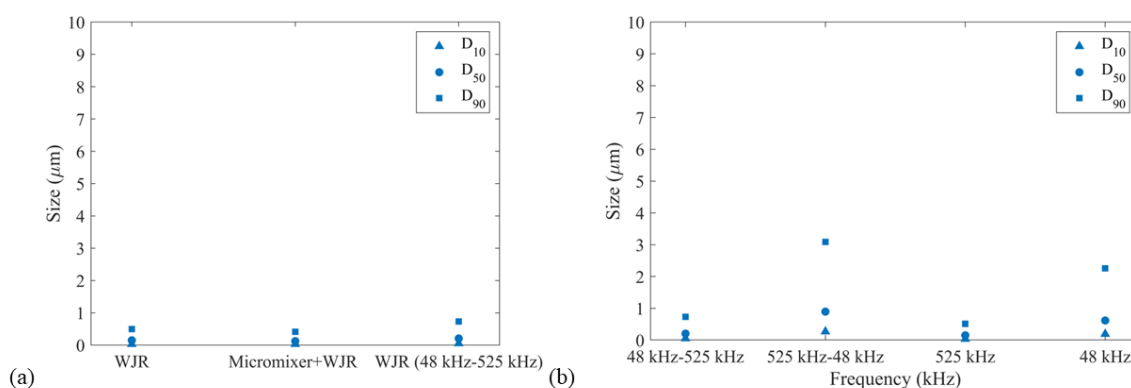 10
9
8
7
6
5
4
3
2
1
0
Size (μm)
D10
D50
D90
WJR
Micromixer+WJR
WJR (48 kHz-525 kHz)
(a)
10
9
8
7
6
5
4
3
2
1
0
Size (μm)
D10
D50
D90
48 kHz-525 kHz
525 kHz-48 kHz
525 kHz
48 kHz
Frequency (kHz)
(b)